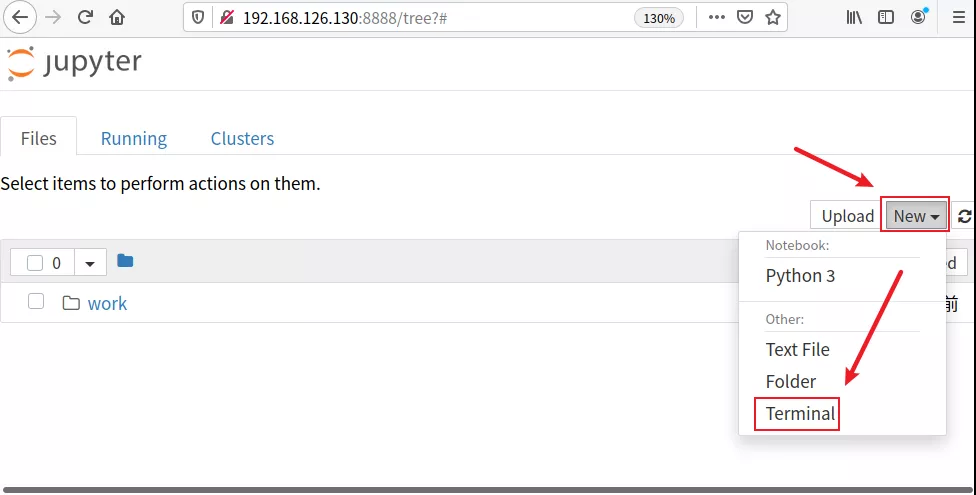 192.168.126.130:8888/tree?#
130%
jupyter
Files
Running
Clusters
Select items to perform actions on them.
Upload
New
Notebook:
0
ed
Python 3
work
前
Other:
Text File
Folder
Terminal